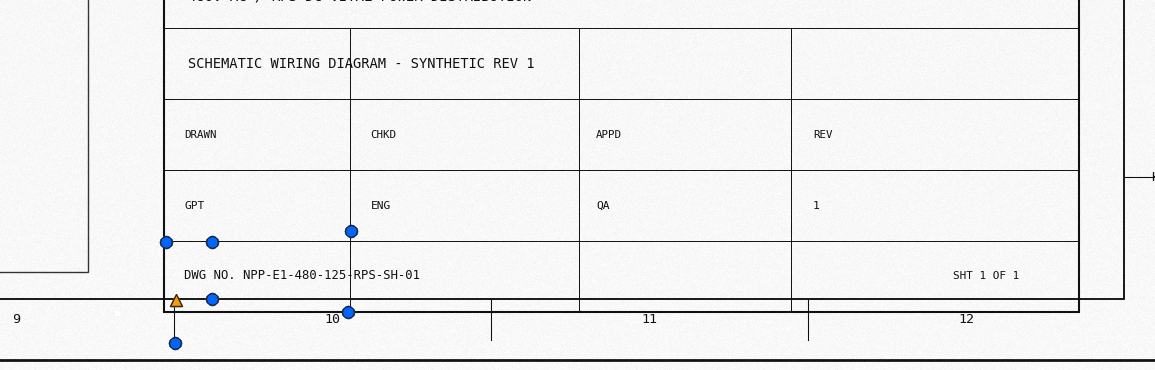 SCHEMATIC WIRING DIAGRAM - SYNTHETIC REV 1
DRAWN CHKD APPD REV
GPT ENG QA 1
DWG NO. NPP-E1-480-125-RPS-SH-01 SHT 1 OF 1
9 10 11 12